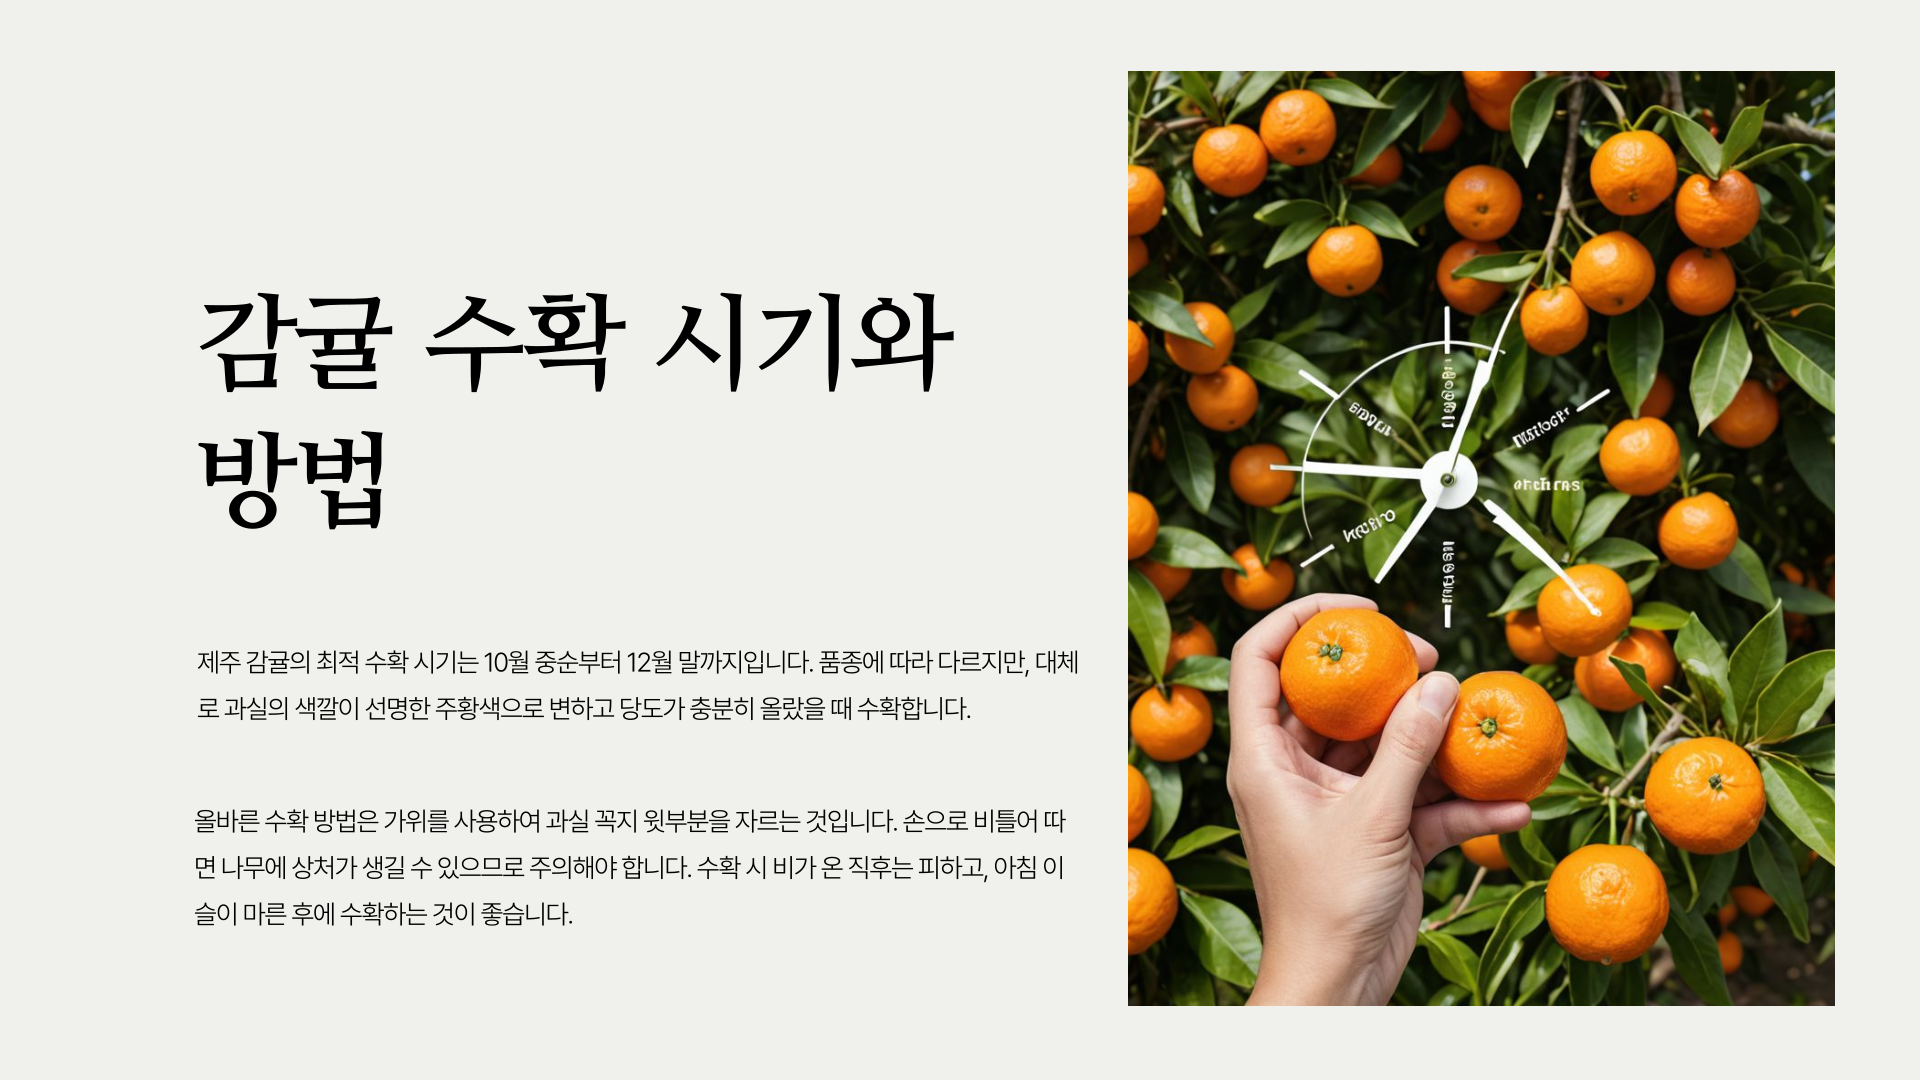 감귤 수확 시기와
방법
제주 감귤의 최적 수확 시기는 10월 중순부터 12월 말까지입니다. 품종에 따라 다르지만, 대체
로 과실의 색깔이 선명한 주황색으로 변하고 당도가 충분히 올랐을 때 수확합니다.
올바른 수확 방법은 가위를 사용하여 과실 꼭지 윗부분을 자르는 것입니다. 손으로 비틀어 따
면 나무에 상처가 생길 수 있으므로 주의해야 합니다. 수확 시 비가 온 직후는 피하고, 아침 이
슬이 마른 후에 수확하는 것이 좋습니다.